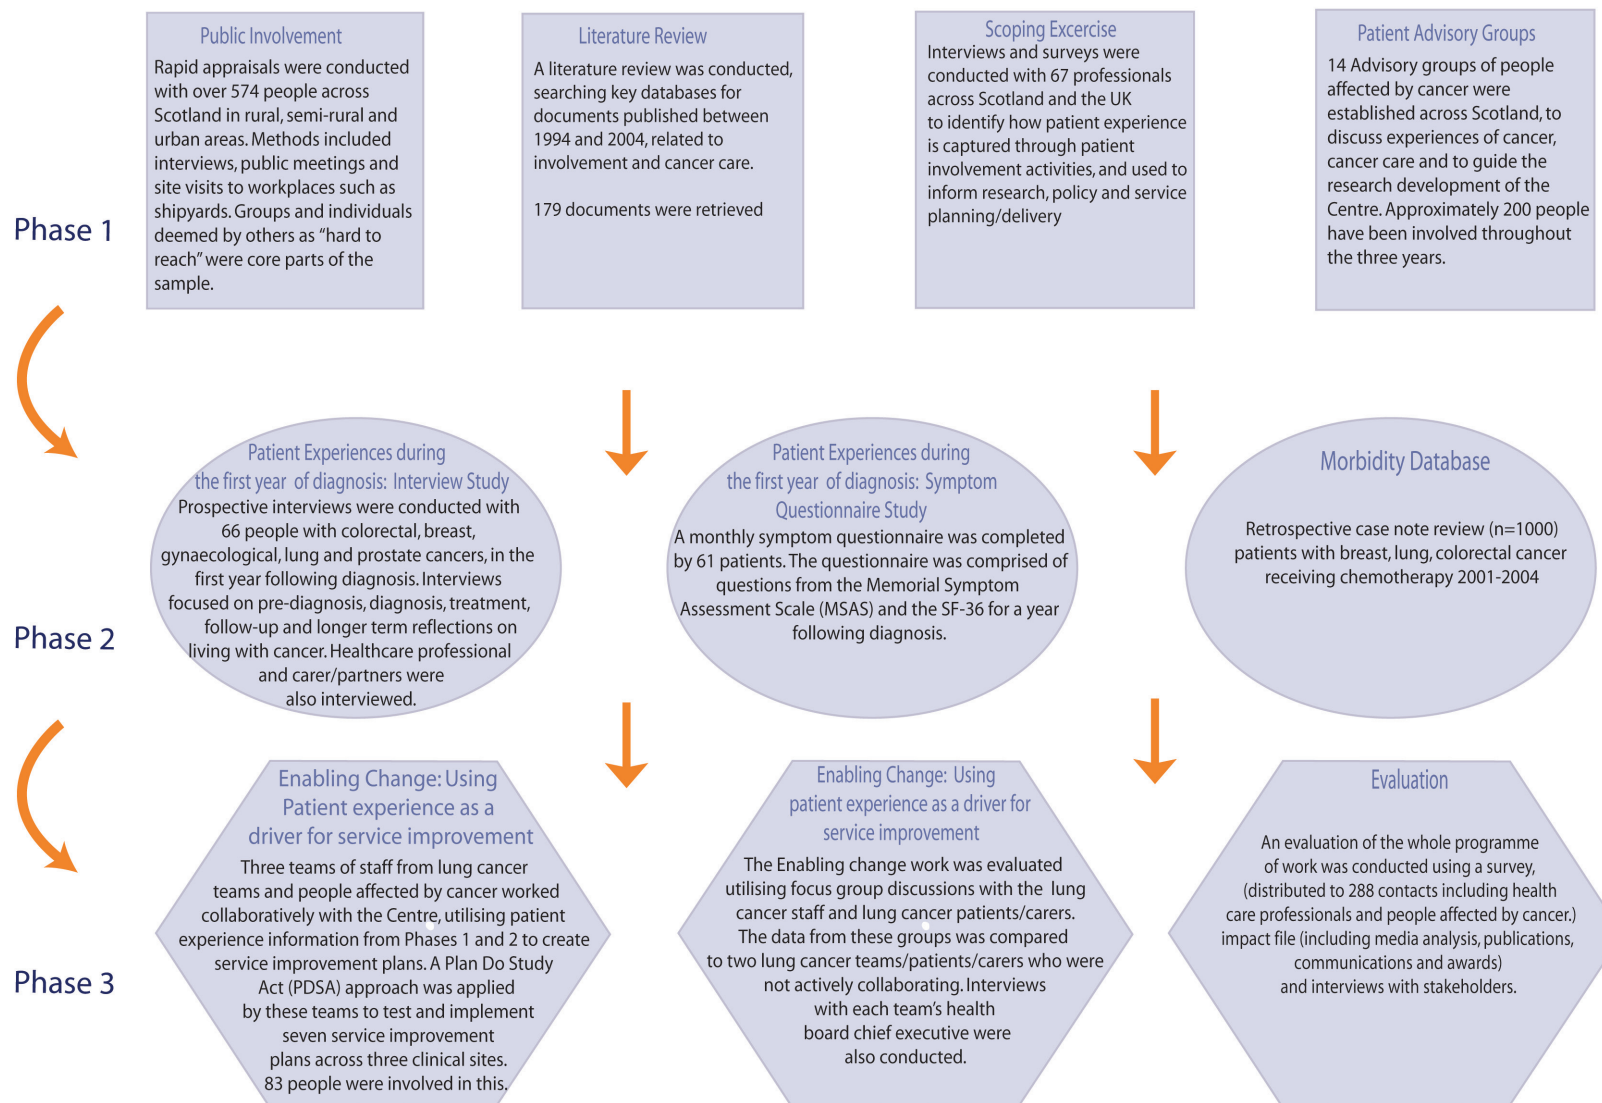 Phase 1
Public Involvement
Rapid appraisals were conducted
with over 574 people across
Scotland in rural, semi-rural and
urban areas. Methods included
interviews, public meetings and
site visits to workplaces such as
shipyards. Groups and individuals
deemed by others as “hard to
reach” were core parts of the
sample.
Literature Review
A literature review was conducted,
searching key databases for
documents published between
1994 and 2004, related to
involvement and cancer care.
179 documents were retrieved
Scoping Excercise
Interviews and surveys were
conducted with 67 professionals
across Scotland and the UK
to identify how patient experience
is captured through patient
involvement activities, and used to
inform research, policy and service
planning/delivery
Patient Advisory Groups
14 Advisory groups of people
affected by cancer were
established across Scotland, to
discuss experiences of cancer,
cancer care and to guide the
research development of the
Centre. Approximately 200 people
have been involved throughout
the three years.
Phase 2
Patient Experiences during
the first year of diagnosis: Interview Study
Prospective interviews were conducted with
66 people with colorectal, breast,
gynaecological, lung and prostate cancers, in the
first year following diagnosis. Interviews
focused on pre-diagnosis, diagnosis, treatment,
follow-up and longer term reflections on
living with cancer. Healthcare professional
and carer/partners were
also interviewed.
Patient Experiences during
the first year of diagnosis: Symptom
Questionnaire Study
A monthly symptom questionnaire was completed
by 61 patients. The questionnaire was comprised of
questions from the Memorial Symptom
Assessment Scale (MSAS) and the SF-36 for a year
following diagnosis.
Morbidity Database
Retrospective case note review (n=1000)
patients with breast, lung, colorectal cancer
receiving chemotherapy 2001-2004
Phase 3
Enabling Change: Using
Patient experience as a
driver for service improvement
Three teams of staff from lung cancer
teams and people affected by cancer worked
collaboratively with the Centre, utilising patient
experience information from Phases 1 and 2 to create
service improvement plans. A Plan Do Study
Act (PDSA) approach was applied
by these teams to test and implement
seven service improvement
plans across three clinical sites.
83 people were involved in this.
Enabling Change: Using
patient experience as a driver for
service improvement
The Enabling change work was evaluated
utilising focus group discussions with the lung
cancer staff and lung cancer patients/carers.
The data from these groups was compared
to two lung cancer teams/patients/carers who were
not actively collaborating. Interviews
with each team’s health
board chief executive were
also conducted.
Evaluation
An evaluation of the whole programme
of work was conducted using a survey,
(distributed to 288 contacts including health
care professionals and people affected by cancer.)
impact file (including media analysis, publications,
communications and awards)
and interviews with stakeholders.